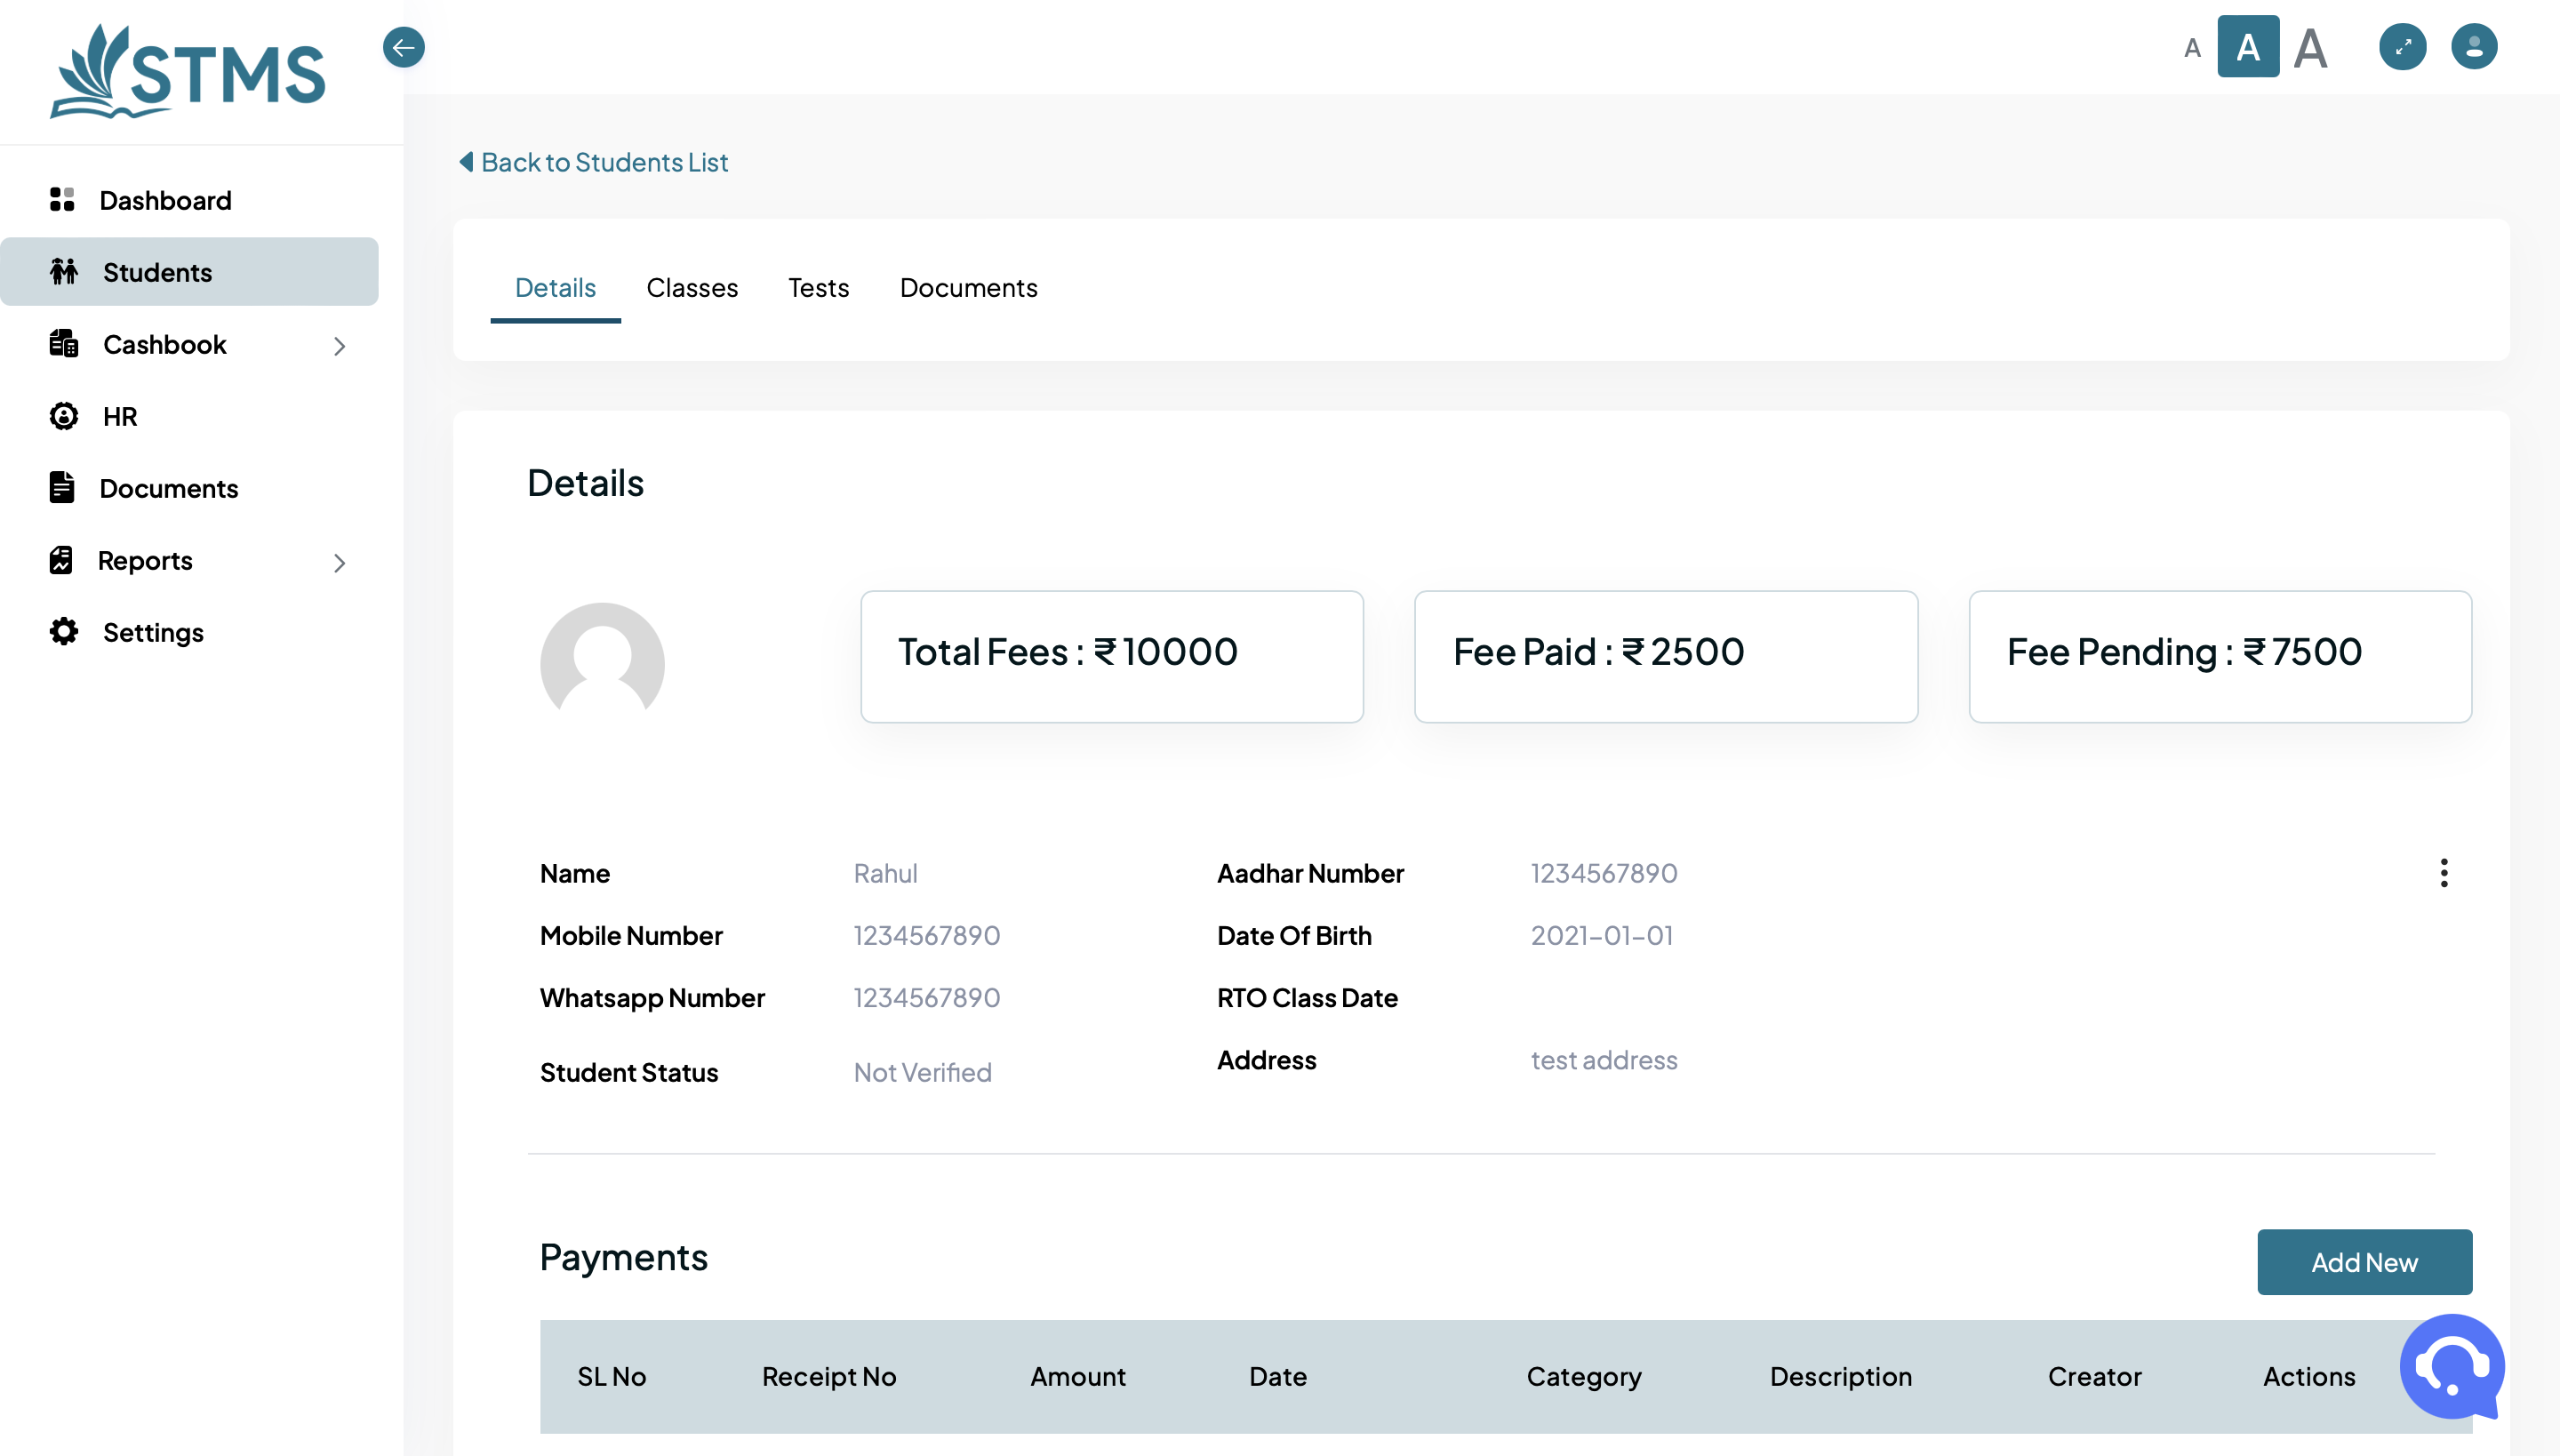 STMS
A A A
Dashboard
Students
Cashbook
HR
Documents
Reports
Settings
Back to Students List
Details Classes Tests Documents
Details
Total Fees : ₹ 10000
Fee Paid : ₹ 2500
Fee Pending : ₹ 7500
Name Rahul
Mobile Number 1234567890
Whatsapp Number 1234567890
Student Status Not Verified
Aadhar Number 1234567890
Date Of Birth 2021-01-01
RTO Class Date
Address test address
Payments
Add New
SL No Receipt No Amount Date Category Description Creator Actions